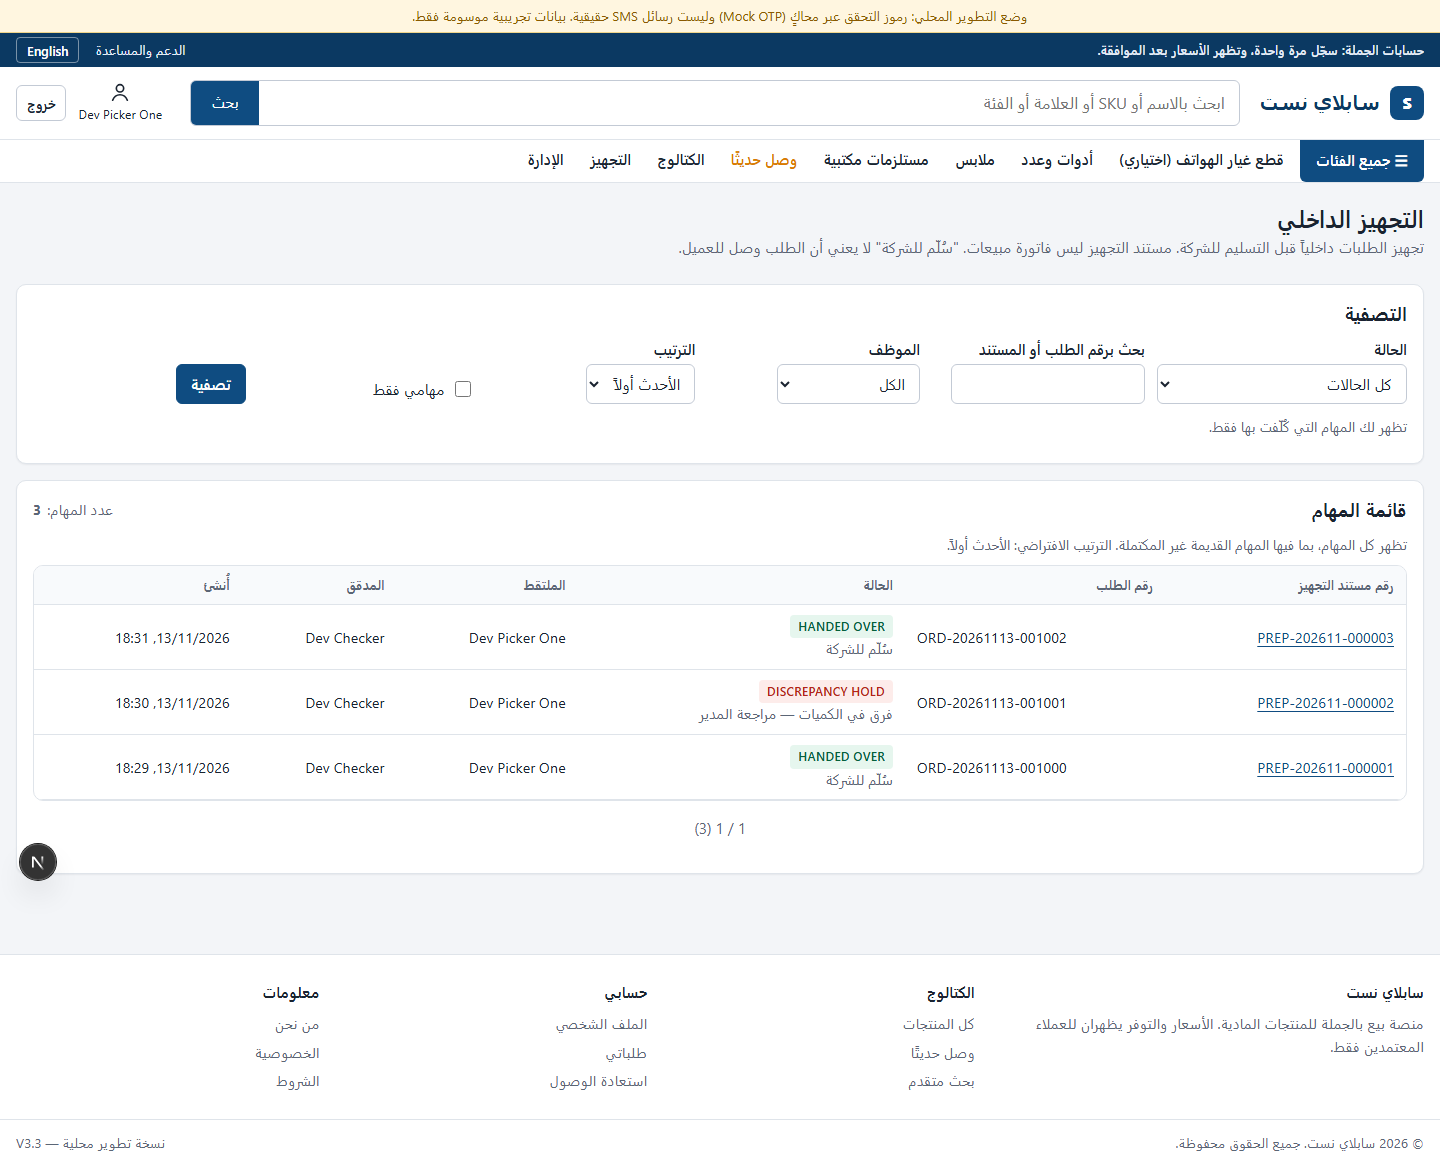 وضع التطوير المحلي: رموز التحقق عبر محاكٍ (Mock OTP) وليست رسائل SMS حقيقية. بيانات تجريبية موسومة فقط.
حسابات الجملة: سجّل مرة واحدة، وتظهر الأسعار بعد الموافقة.
الدعم والمساعدة
English
سابلاي نست
ابحث بالاسم أو SKU أو العلامة أو الفئة
بحث
Dev Picker One
خروج
☰ جميع الفئات
قطع غيار الهواتف (اختياري)
أدوات وعدد
ملابس
مستلزمات مكتبية
وصل حديثًا
الكتالوج
التجهيز
الإدارة
التجهيز الداخلي
تجهيز الطلبات داخلياً قبل التسليم للشركة. مستند التجهيز ليس فاتورة مبيعات. "سُلّم للشركة" لا يعني أن الطلب وصل للعميل.
التصفية
الحالة
بحث برقم الطلب أو المستند
الموظف
الترتيب
كل الحالات
الكل
الأحدث أولاً
مهامي فقط
تصفية
تظهر لك المهام التي كُلّفت بها فقط.
قائمة المهام
عدد المهام: 3
تظهر كل المهام، بما فيها المهام القديمة غير المكتملة. الترتيب الافتراضي: الأحدث أولاً.
رقم مستند التجهيز
رقم الطلب
الحالة
الملتقط
المدقق
أُنشئ
PREP-202611-000003
ORD-20261113-001002
HANDED OVER
سُلّم للشركة
Dev Picker One
Dev Checker
13/11/2026, 18:31
PREP-202611-000002
ORD-20261113-001001
DISCREPANCY HOLD
فرق في الكميات — مراجعة المدير
Dev Picker One
Dev Checker
13/11/2026, 18:30
PREP-202611-000001
ORD-20261113-001000
HANDED OVER
سُلّم للشركة
Dev Picker One
Dev Checker
13/11/2026, 18:29
1 / 1 (3)
N
سابلاي نست
منصة بيع بالجملة للمنتجات المادية. الأسعار والتوفر يظهران للعملاء
المعتمدين فقط.
الكتالوج
كل المنتجات
وصل حديثًا
بحث متقدم
حسابي
الملف الشخصي
طلباتي
استعادة الوصول
معلومات
من نحن
الخصوصية
الشروط
© 2026 سابلاي نست. جميع الحقوق محفوظة.
نسخة تطوير محلية — V3.3